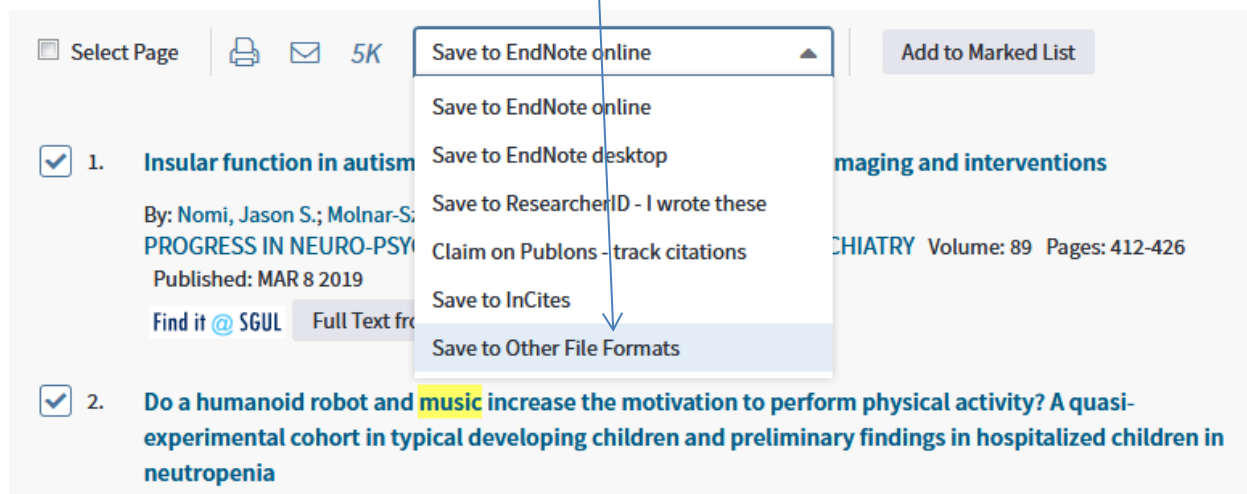 Select Page 5K Save to EndNote online Add to Marked List
Save to EndNote online
Save to EndNote desktop
Save to ResearcherID - I wrote these
Claim on Publons - track citations
Save to InCites
Save to Other File Formats
1. Insular function in autism maging and interventions
By: Nomi, Jason S.; Molnar-Sz
PROGRESS IN NEURO-PSY CHIATRY Volume: 89 Pages: 412-426
Published: MAR 8 2019
Find it @ SGUL Full Text fro
2. Do a humanoid robot and music increase the motivation to perform physical activity? A quasi-
experimental cohort in typical developing children and preliminary findings in hospitalized children in
neutropenia